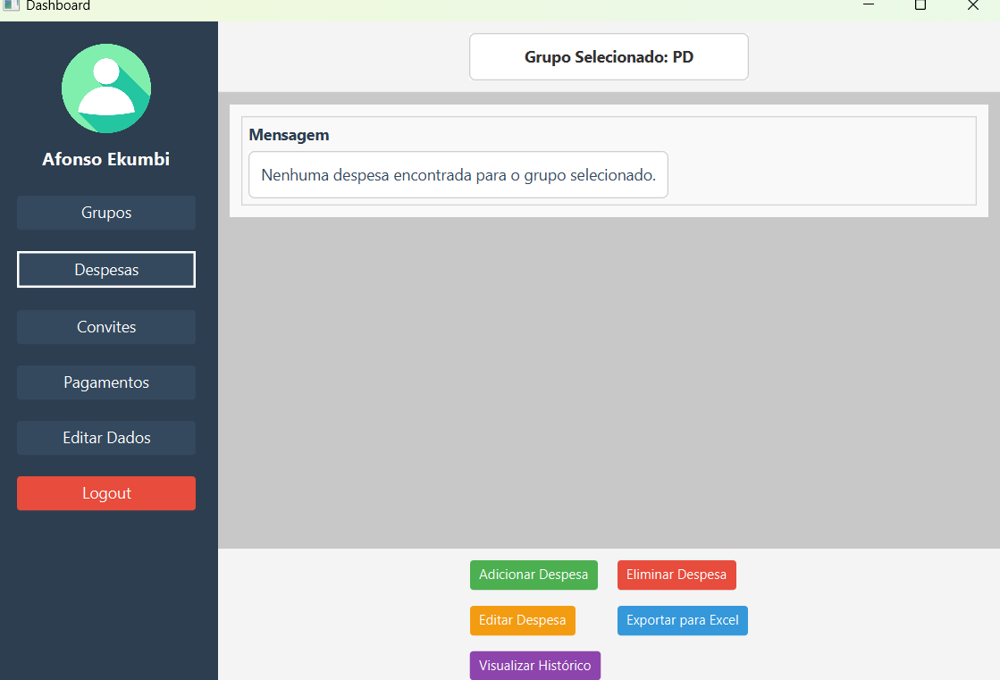 Dashboard
Afonso Ekumbi
Grupos
Despesas
Convites
Pagamentos
Editar Dados
Logout
Grupo Selecionado: PD
Mensagem
Nenhuma despesa encontrada para o grupo selecionado.
Adicionar Despesa
Eliminar Despesa
Editar Despesa
Exportar para Excel
Visualizar Histórico